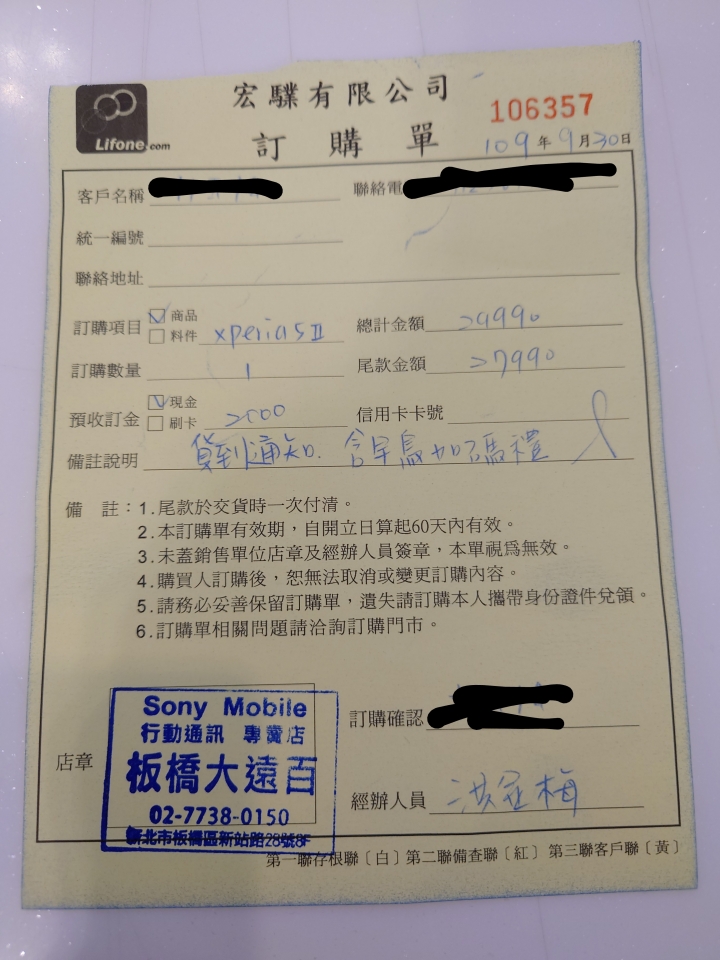 Lifone.com
宏驜有限公司
106357
訂購單
109年9月30日
客戶名稱
聯絡電
統一編號
聯絡地址
訂購項目 商品 料件 xperia5II
總計金額 29990
訂購數量 1
尾款金額 27990
預收訂金 現金 刷卡 2000
信用卡卡號
備註說明 貨到通知. 含早鳥加碼禮
備 註：1.尾款於交貨時一次付清。
2.本訂購單有效期，自開立日算起60天內有效。
3.未蓋銷售單位店章及經辦人員簽章，本單視爲無效。
4.購買人訂購後，恕無法取消或變更訂購內容。
5.請務必妥善保留訂購單，遺失請訂購本人攜帶身份證件兌領。
6.訂購單相關問題請洽詢訂購門市。
店章
Sony Mobile
行動通訊 專賣店
板橋大遠百
02-7738-0150
新北市板橋區新站路28號8F
訂購確認
經辦人員
第一聯存根聯〔白〕第二聯備查聯〔紅〕第三聯客戶聯〔黃〕